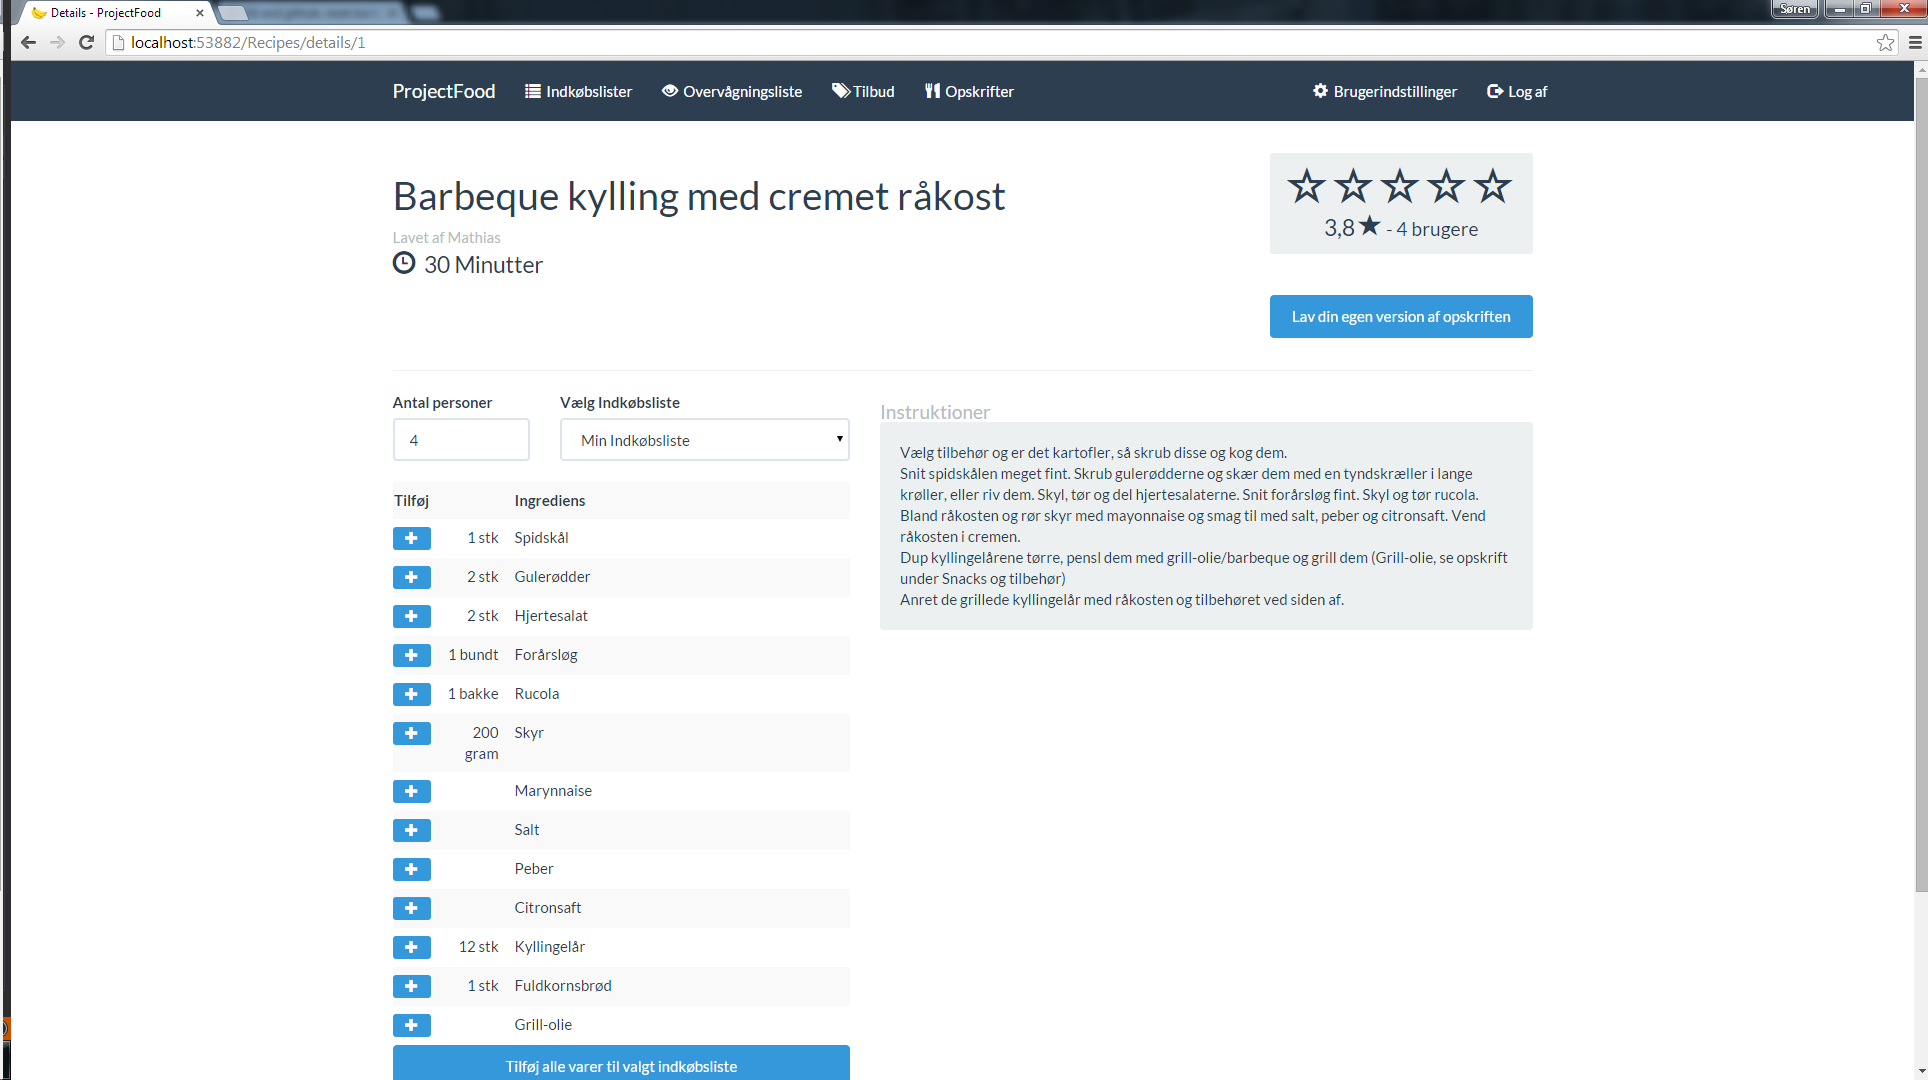 Details - ProjectFood
Søren
localhost:53882/Recipes/details/1
ProjectFood Indkøbslister Overvågningsliste Tilbud Opskrifter Brugerindstillinger Log af
Barbeque kylling med cremet råkost
Lavet af Mathias
30 Minutter
3,8★ - 4 brugere
Lav din egen version af opskriften
Antal personer Vælg Indkøbsliste
4 Min Indkøbsliste
Tilføj Ingrediens
1 stk Spidskål
2 stk Gulerødder
2 stk Hjertesalat
1 bundt Forårsløg
1 bakke Rucola
200 Skyr
gram
Marynnaise
Salt
Peber
Citronsaft
12 stk Kyllingelår
1 stk Fuldkornsbrød
Grill-olie
Tilføj alle varer til valgt indkøbsliste
Instruktioner
Vælg tilbehør og er det kartofler, så skrub disse og kog dem.
Snit spidskålen meget fint. Skrub gulerødderne og skær dem med en tyndskræller i lange
krøller, eller riv dem. Skyl, tør og del hjertesalaterne. Snit forårsløg fint. Skyl og tør rucola.
Bland råkosten og rør skyr med mayonnaise og smag til med salt, peber og citronsaft. Vend
råkosten i cremen.
Dup kyllingelårene tørre, pensl dem med grill-olie/barbeque og grill dem (Grill-olie, se opskrift
under Snacks og tilbehør)
Anret de grillede kyllingelår med råkosten og tilbehøret ved siden af.